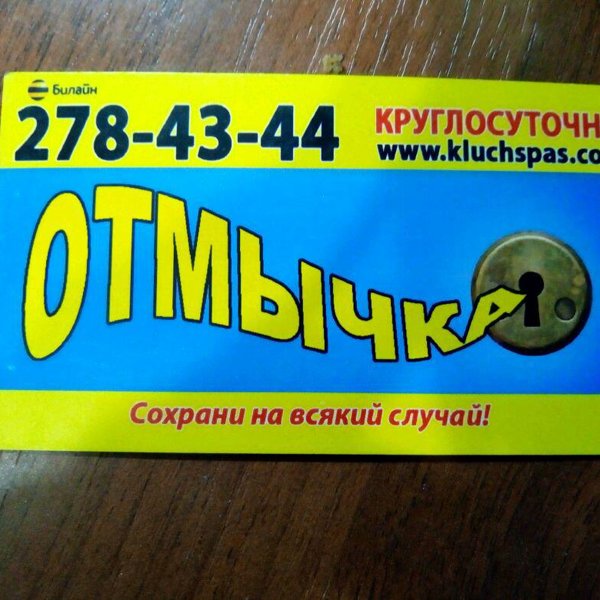 Билайн
278-43-44
КРУГЛОСУТОЧН
www.kluchspas.co
ОТМЫЧКА
Сохрани на всякий случай!